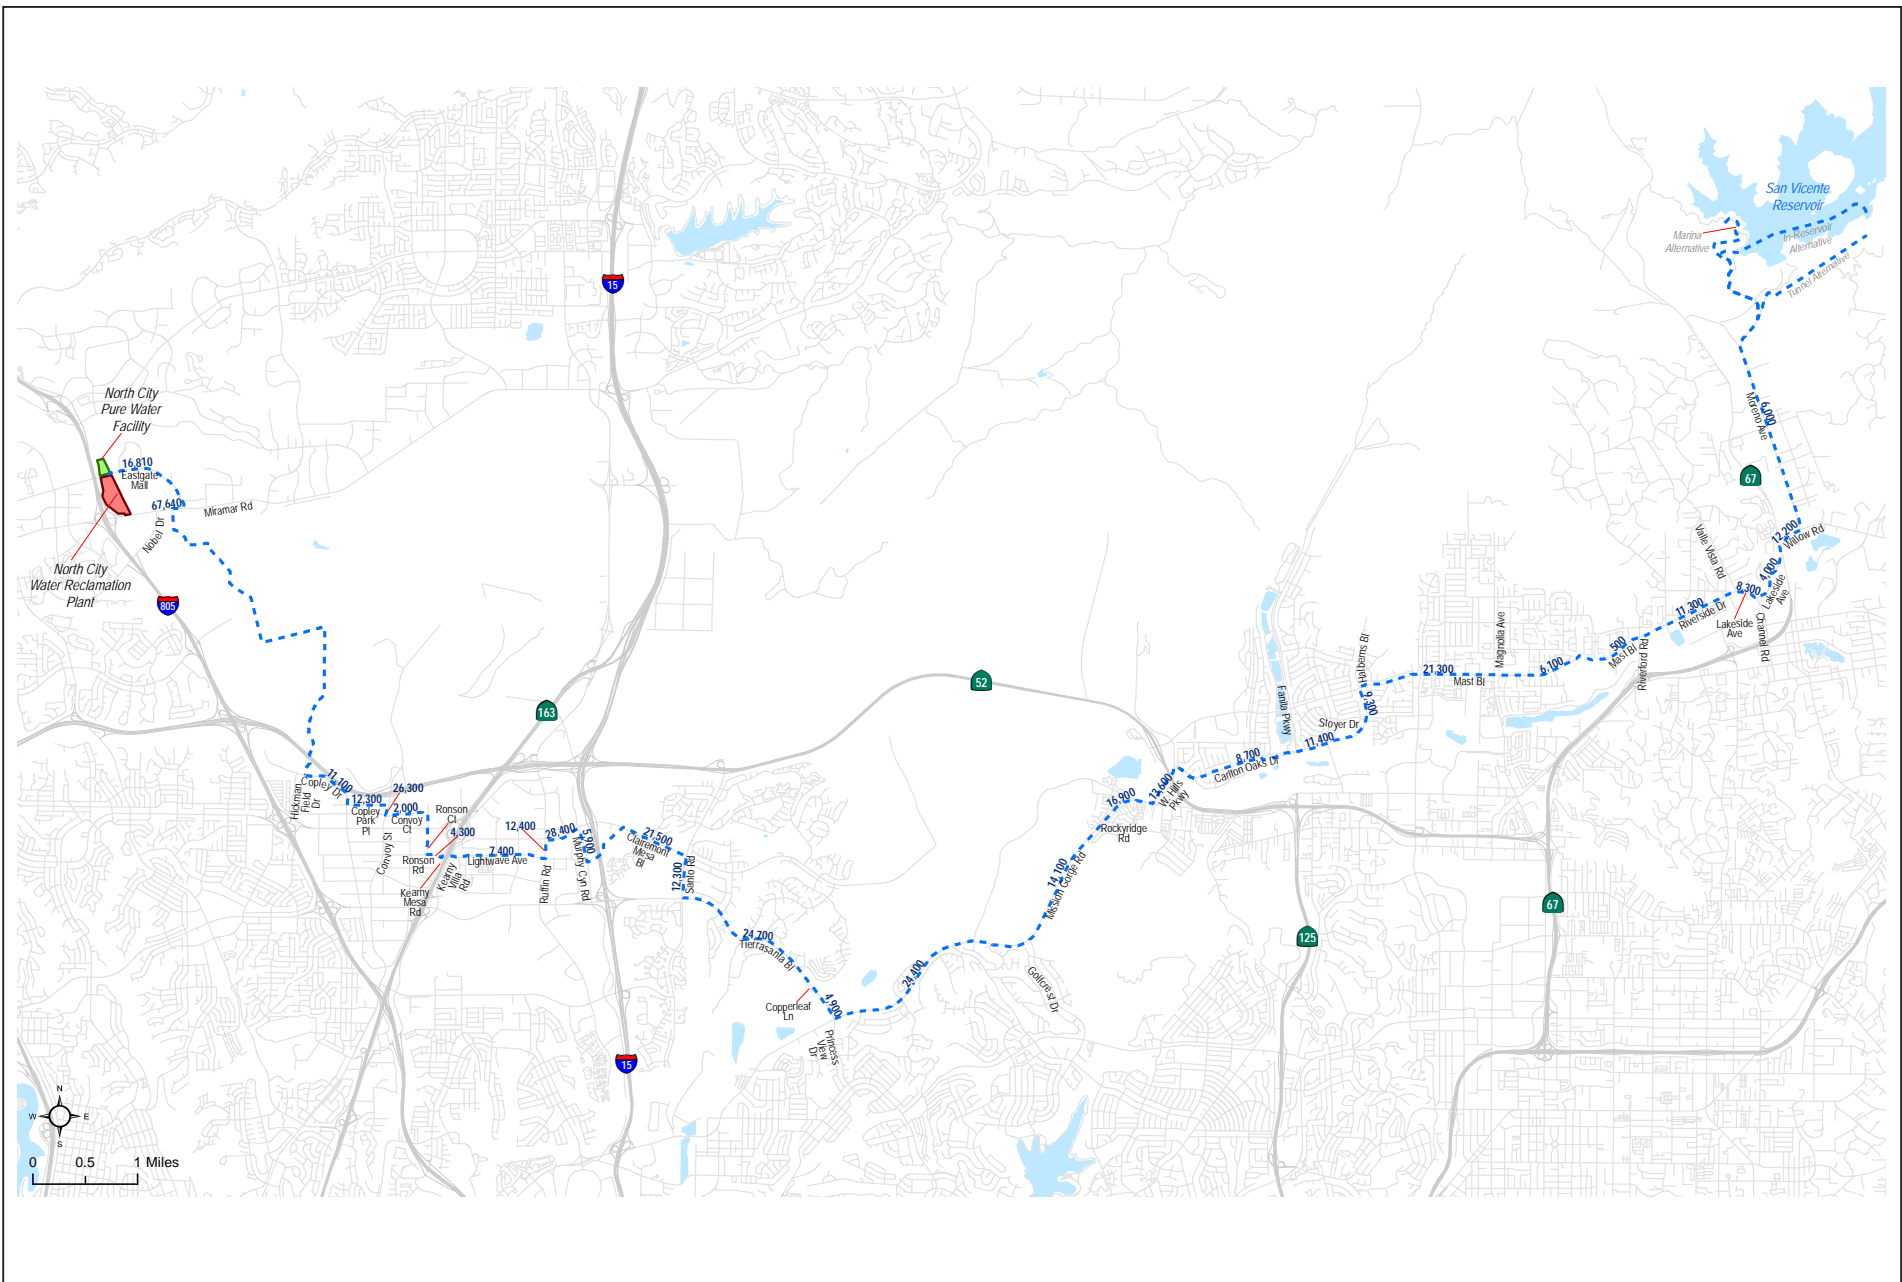 San Vicente
Reservoir
Marina
Alternative
In-Reservoir
Alternative
Tunnel Alternative
15
North City
Pure Water
Facility
16,810
Eastgate
Mall
67,640
Miramar Rd
Nobel Dr
North City
Water Reclamation
Plant
805
Moreno Ave
6,000
67
12,200
Willow Rd
Valle Vista Rd
4,000
8,300
Lakeside
Ave
11,300
Riverside Dr
Lakeside
Ave
Channel Rd
500
Mast Bl
Riverford Rd
Magnolia Ave
6,100
21,300
Mast Bl
Halberns Bl
9,300
52
163
Fanita Pkwy
Stoyer Dr
11,400
8,700
Carlton Oaks Dr
13,600
W. Hills
Pkwy
16,900
Rockyridge
Rd
Hickman
Field
Dr
11,100
Copley Dr
26,300
12,300
Copley
Park
Pl
2,000
Convoy
Ct
Ronson
Ct
4,300
Convoy St
Ronson
Rd
Kearny
Mesa
Rd
Kearny
Villa
Rd
7,400
Lightwave Ave
12,400
28,400
5,900
Ruffin Rd
Murphy Cyn Rd
21,500
Clairemont
Mesa
Bl
12,300
Santo Rd
14,100
Mission Gorge Rd
67
125
24,700
Tierrasanta Bl
24,400
Golfcrest Dr
Copperleaf
Ln
4,900
Princess
View
Dr
15
N
W
E
S
0 0.5 1 Miles